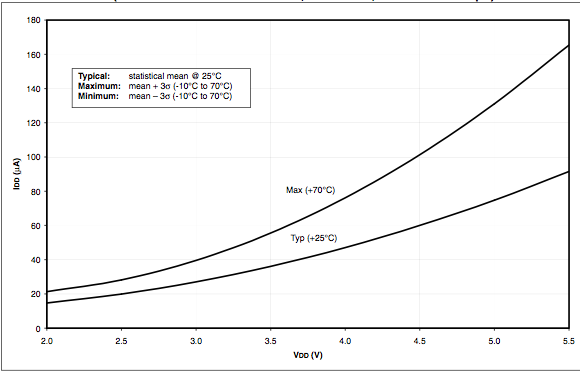 180
160
140
120
100
80
60
40
20
0
IDD (µA)
Typical: statistical mean @ 25°C
Maximum: mean + 3σ (-10°C to 70°C)
Minimum: mean – 3σ (-10°C to 70°C)
Max (+70°C)
Typ (+25°C)
2.0 2.5 3.0 3.5 4.0 4.5 5.0 5.5
VDD (V)